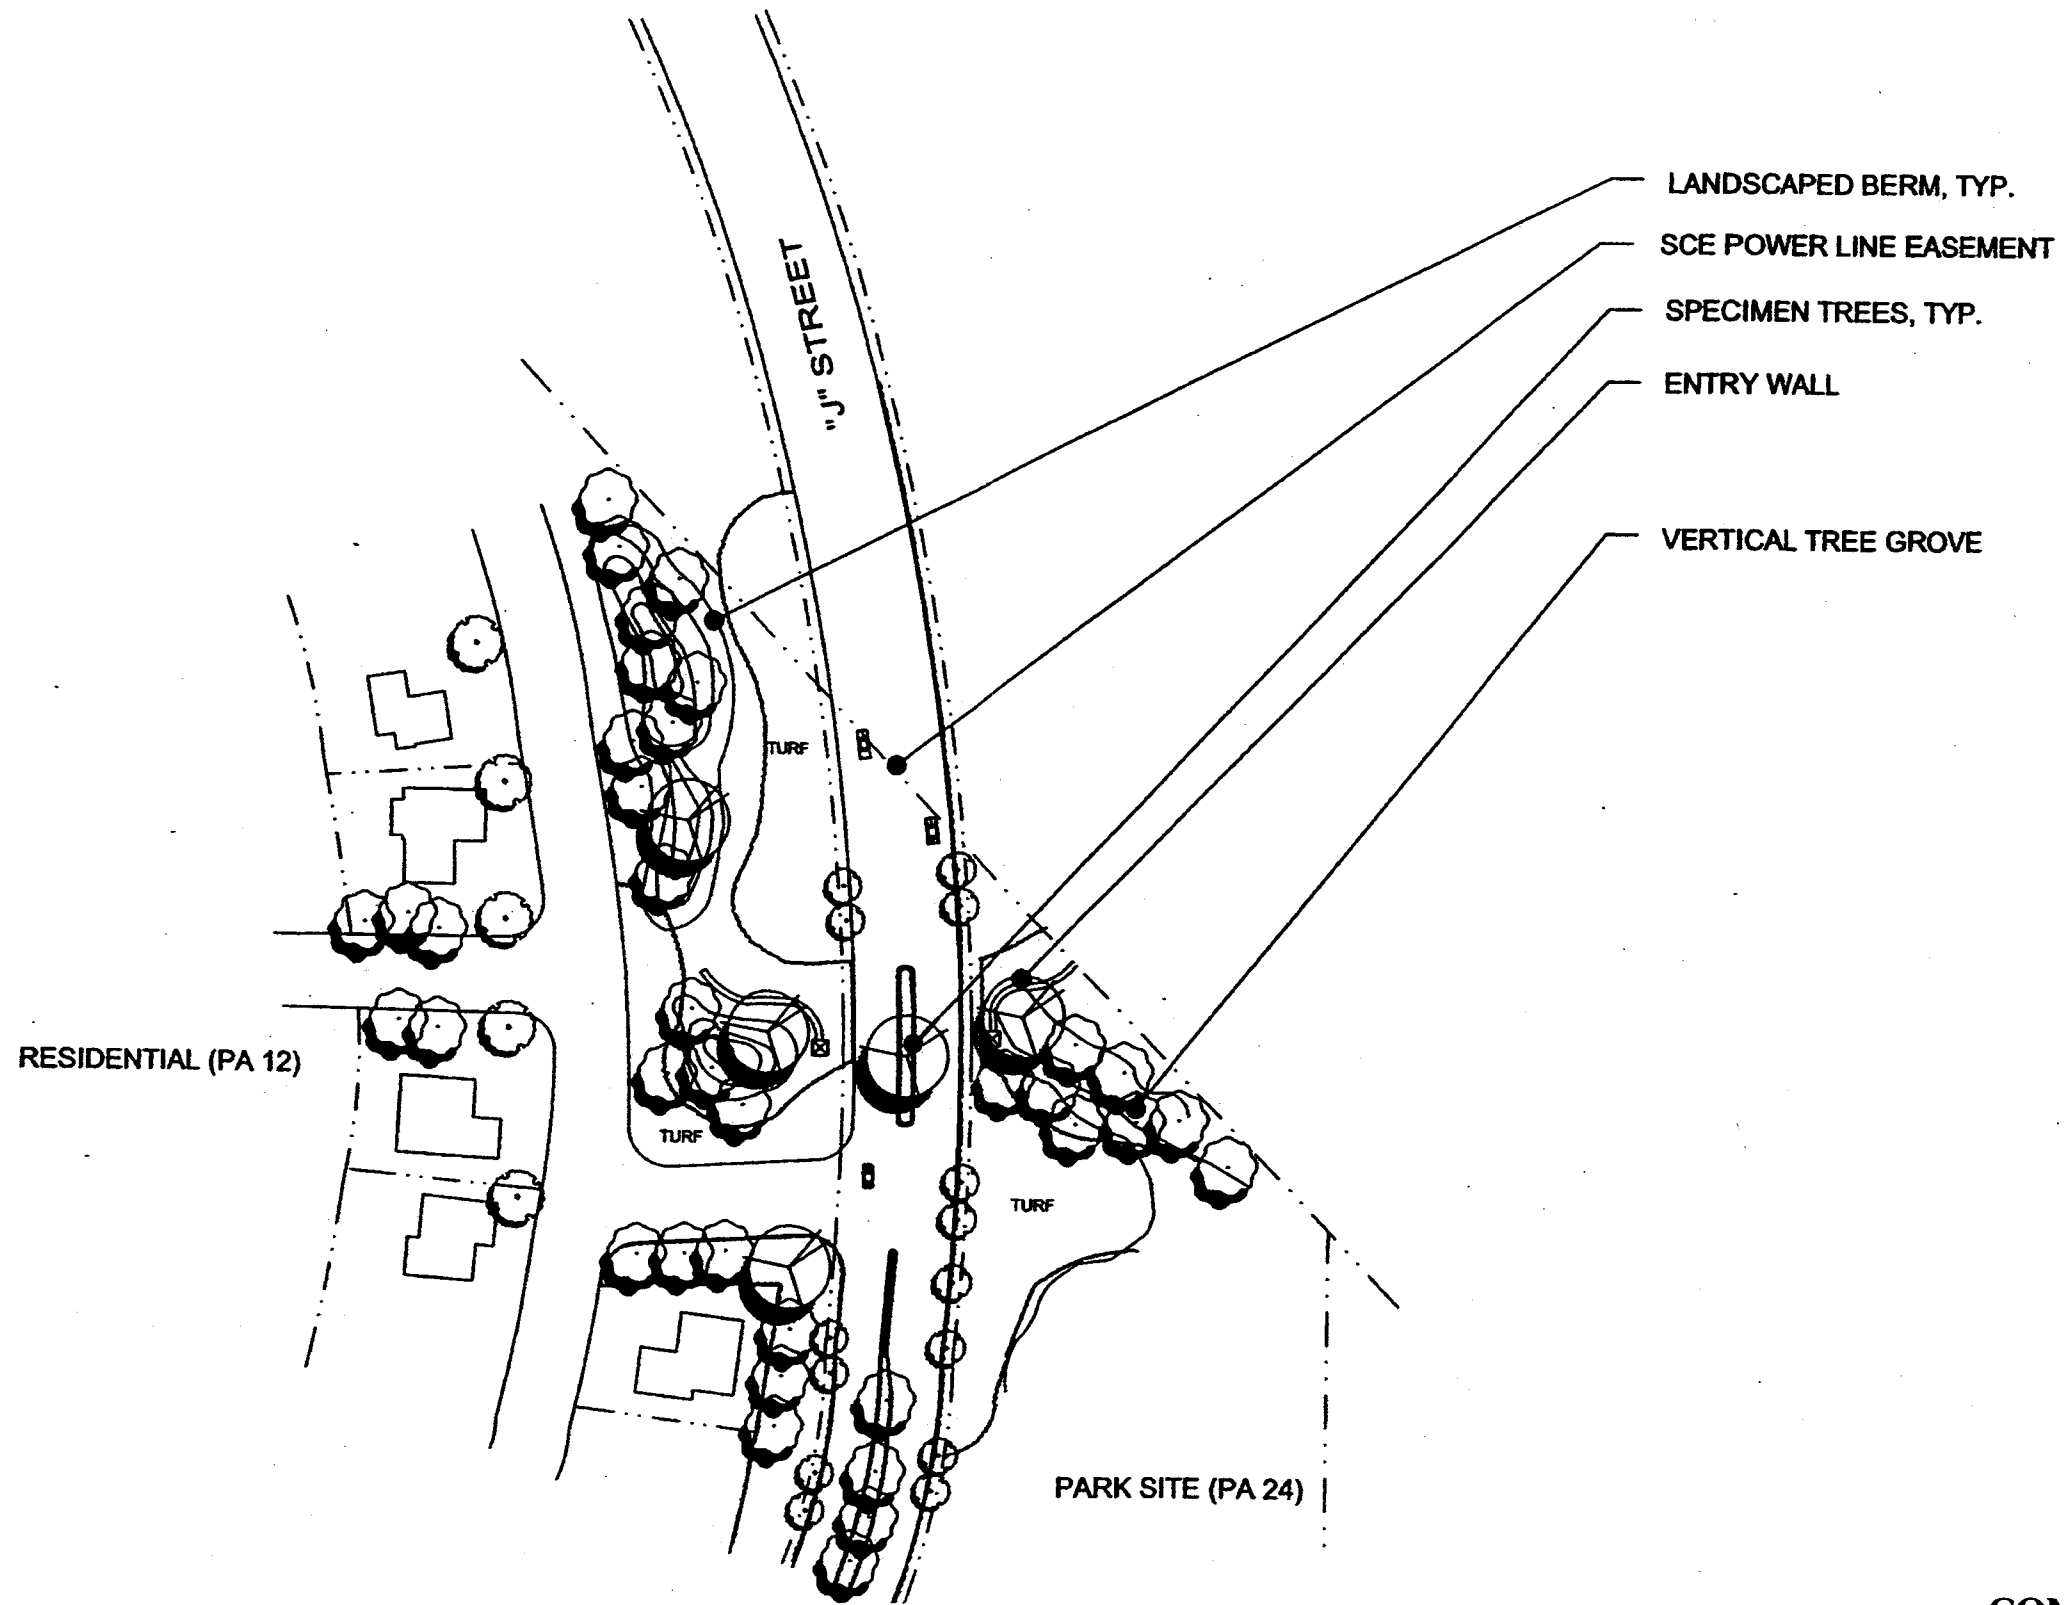 LANDSCAPED BERM, TYP.
SCE POWER LINE EASEMENT
SPECIMEN TREES, TYP.
ENTRY WALL
VERTICAL TREE GROVE
"J" STREET
TURF
RESIDENTIAL (PA 12)
TURF
TURF
PARK SITE (PA 24)